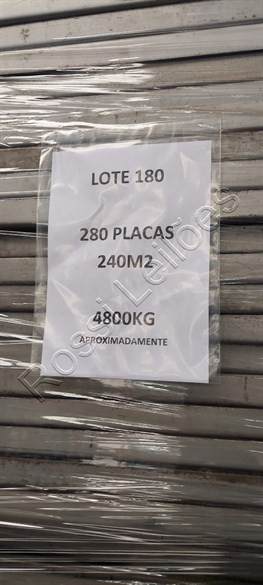 LOTE 180
280 PLACAS
240M2
4800KG
APROXIMADAMENTE
Rossi Leilões